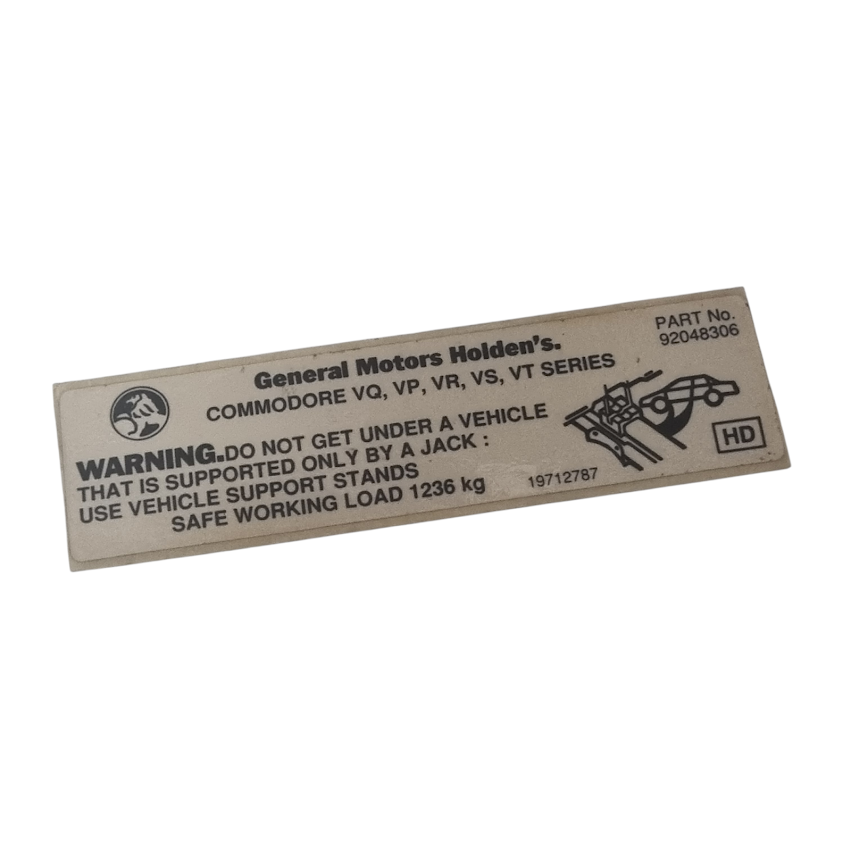 General Motors Holden's.
COMMODORE VQ, VP, VR, VS, VT SERIES
PART No.
92048306
WARNING.DO NOT GET UNDER A VEHICLE
THAT IS SUPPORTED ONLY BY A JACK :
USE VEHICLE SUPPORT STANDS
SAFE WORKING LOAD 1236 kg
19712787
HD